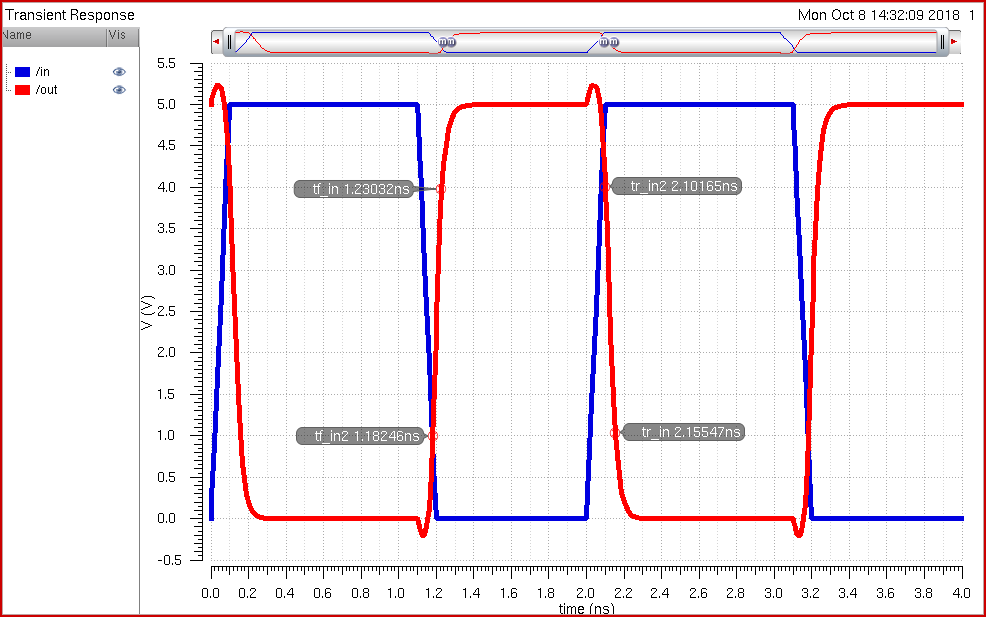 Transient Response
Mon Oct 8 14:32:09 2018 1
Name Vis
/in
/out
5.5
5.0
4.5
4.0
3.5
3.0
2.5
2.0
1.5
1.0
0.5
0.0
-0.5
V (V)
tf_in 1.23032ns
tr_in2 2.10165ns
tf_in2 1.18246ns
tr_in 2.15547ns
0.0 0.2 0.4 0.6 0.8 1.0 1.2 1.4 1.6 1.8 2.0 2.2 2.4 2.6 2.8 3.0 3.2 3.4 3.6 3.8 4.0
time (ns)